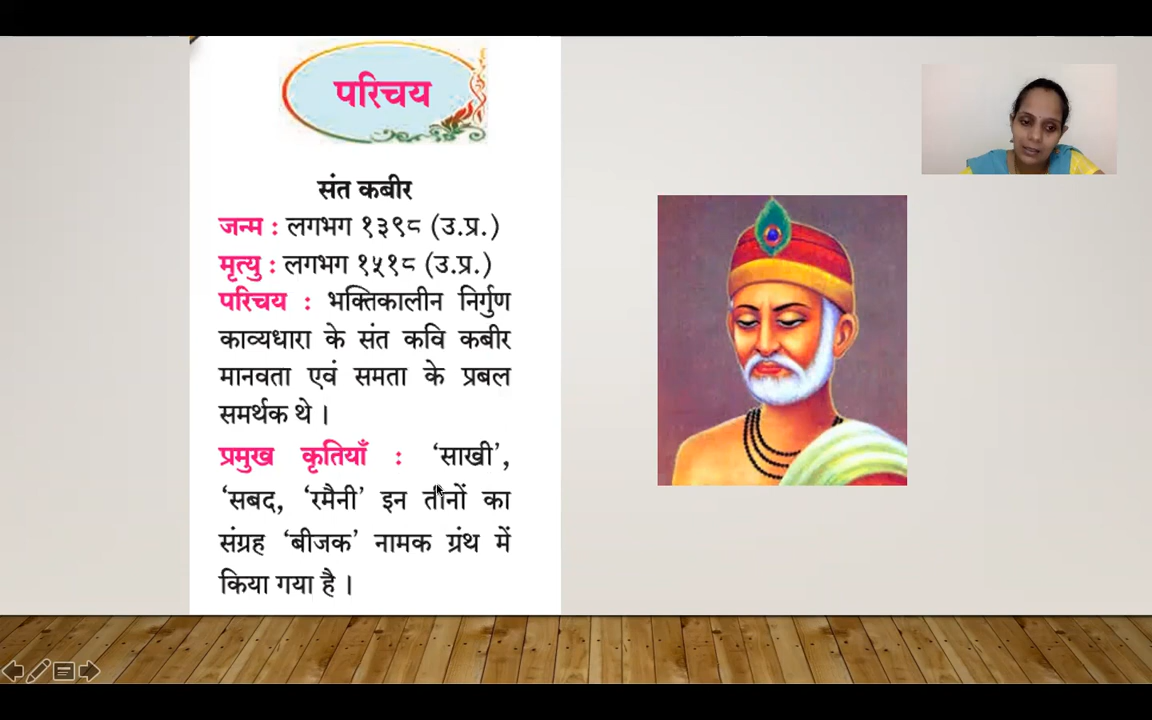 परिचय
संत कबीर
जन्म : लगभग १३९८ (उ.प्र.)
मृत्यु : लगभग १५१८ (उ.प्र.)
परिचय : भक्तिकालीन निर्गुण
काव्यधारा के संत कवि कबीर
मानवता एवं समता के प्रबल
समर्थक थे ।
प्रमुख कृतियाँ : ‘साखी’,
‘सबद, ‘रमैनी’ इन तीनों का
संग्रह ‘बीजक’ नामक ग्रंथ में
किया गया है ।